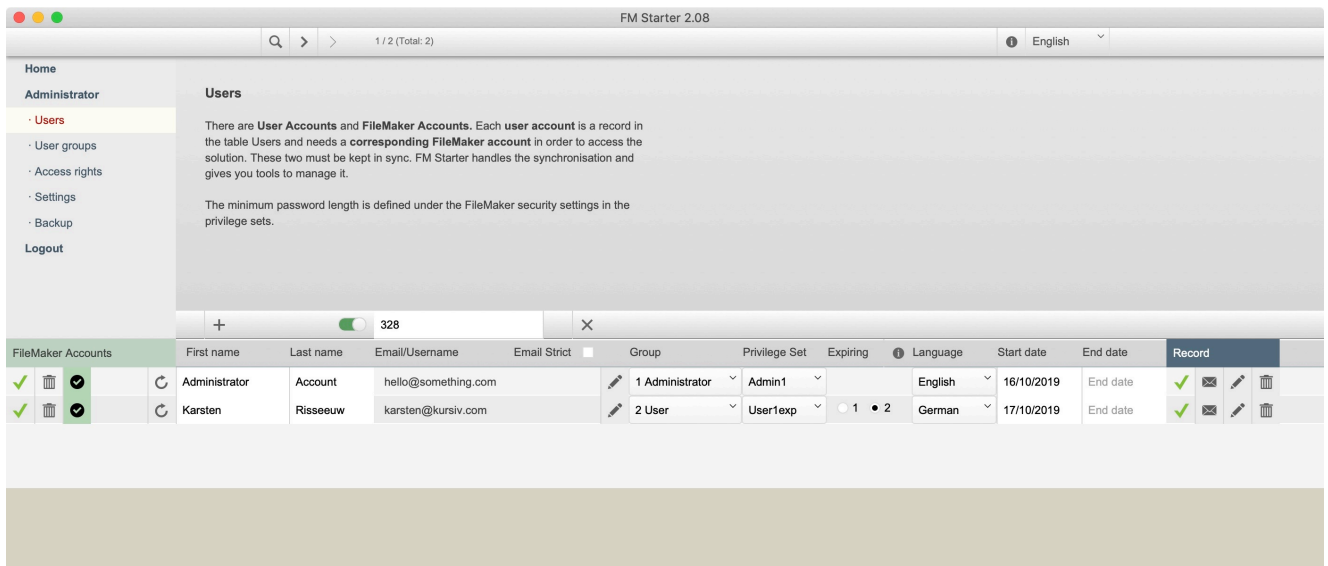 FM Starter 2.08
1 / 2 (Total: 2)
English
Home
Administrator
· Users
· User groups
· Access rights
· Settings
· Backup
Logout
Users
There are User Accounts and FileMaker Accounts. Each user account is a record in
the table Users and needs a corresponding FileMaker account in order to access the
solution. These two must be kept in sync. FM Starter handles the synchronisation and
gives you tools to manage it.
The minimum password length is defined under the FileMaker security settings in the
privilege sets.
328
FileMaker Accounts First name Last name Email/Username Email Strict Group Privilege Set Expiring Language Start date End date Record
Administrator Account hello@something.com 1 Administrator Admin1 English 16/10/2019 End date
Karsten Risseeuw karsten@kursiv.com 2 User User1exp 1 2 German 17/10/2019 End date